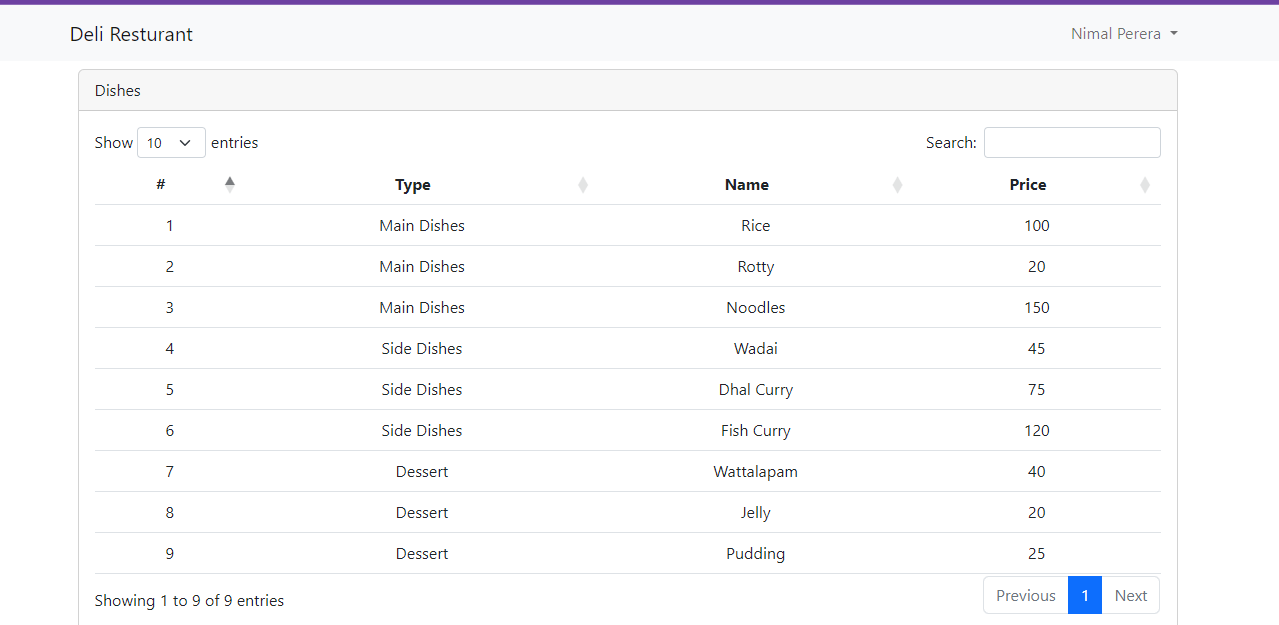 Deli Resturant Nimal Perera
Dishes
Show 10 entries Search:
# Type Name Price
1 Main Dishes Rice 100
2 Main Dishes Rotty 20
3 Main Dishes Noodles 150
4 Side Dishes Wadai 45
5 Side Dishes Dhal Curry 75
6 Side Dishes Fish Curry 120
7 Dessert Wattalapam 40
8 Dessert Jelly 20
9 Dessert Pudding 25
Showing 1 to 9 of 9 entries Previous 1 Next